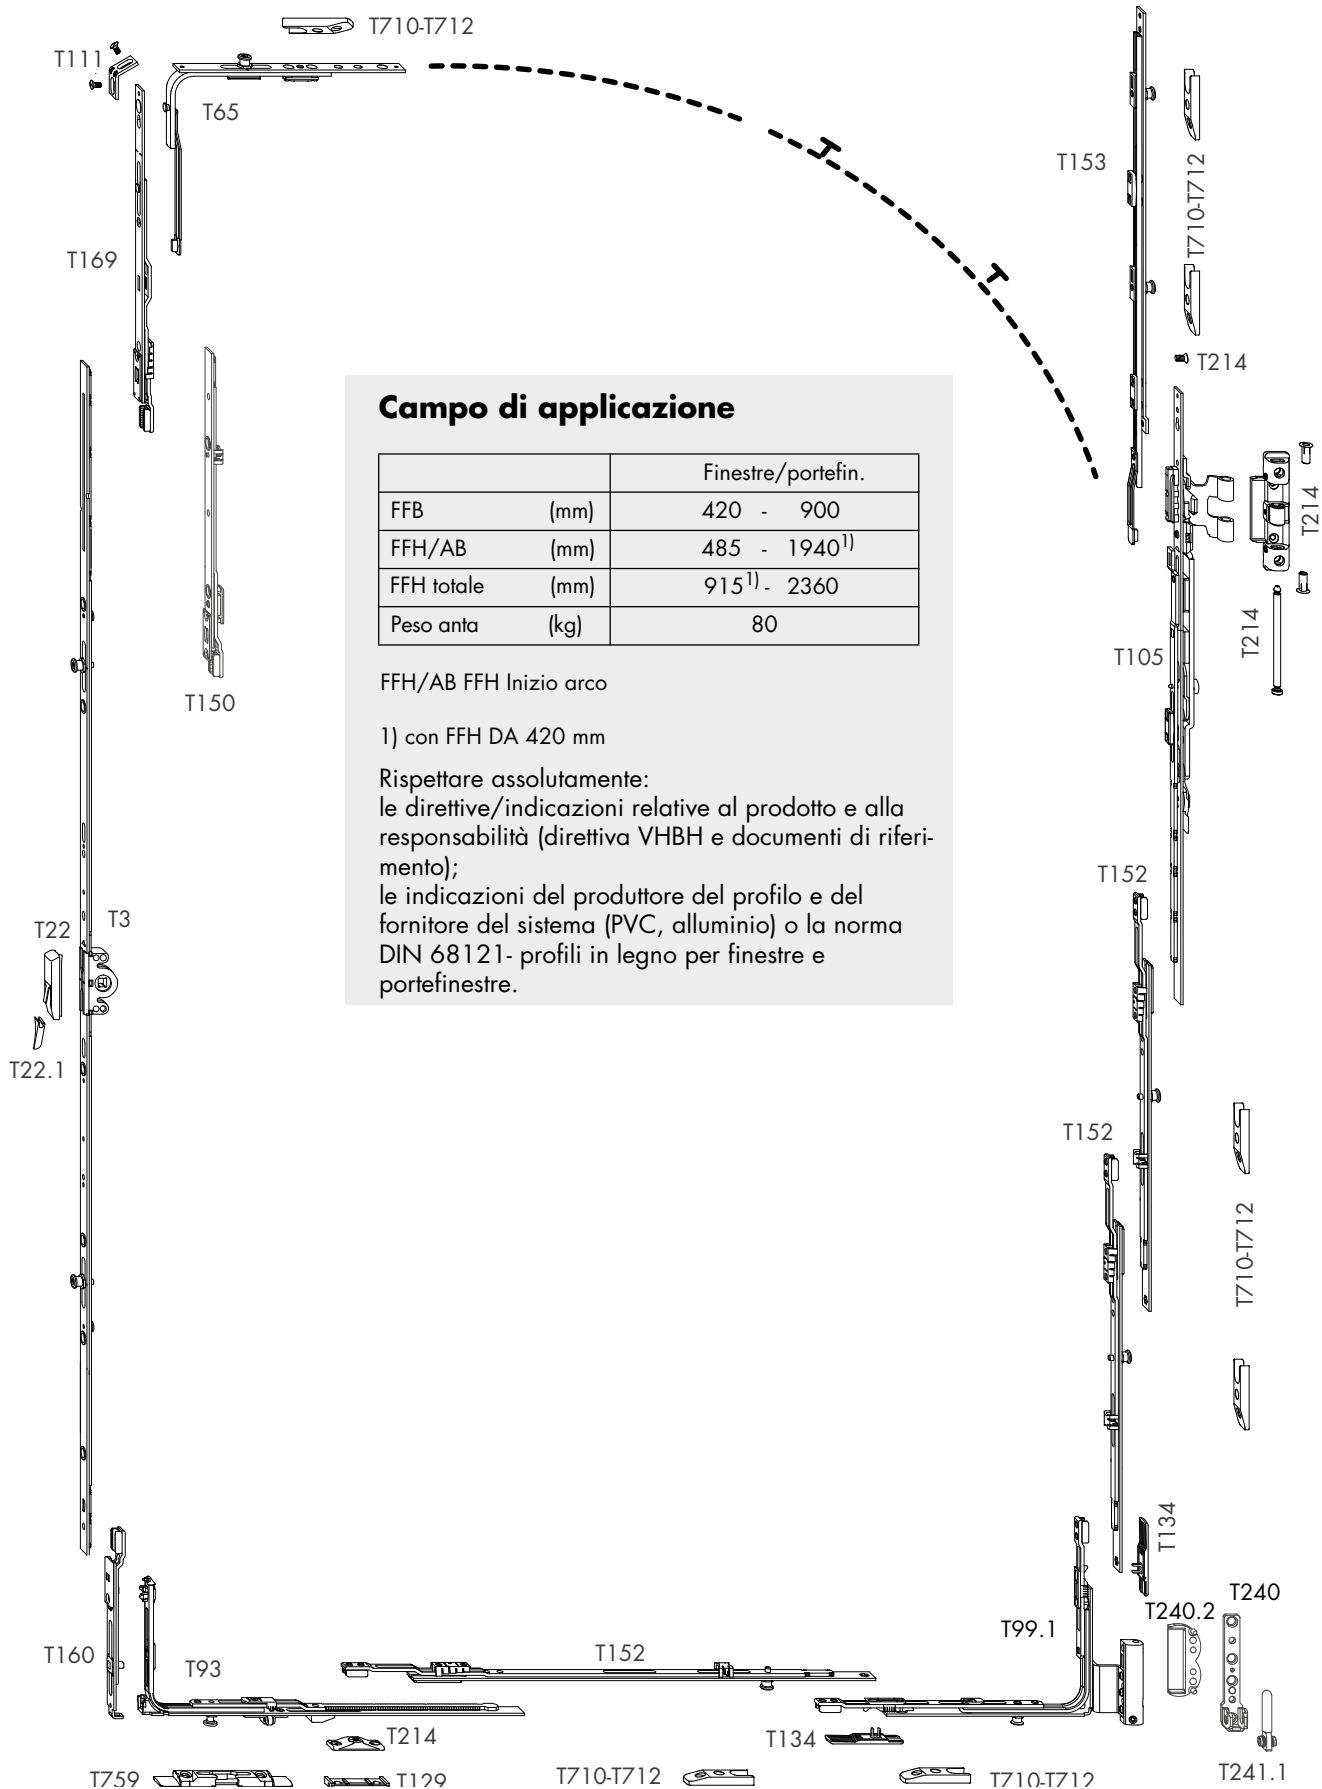 T710-T712
T111
T65
T153
T710-T712
T169
T214
Campo di applicazione
Finestre/portefin.
FFB (mm) 420 - 900
FFH/AB (mm) 485 - 1940¹⁾
FFH totale (mm) 915¹⁾ - 2360
Peso anta (kg) 80
FFH/AB FFH Inizio arco
1) con FFH DA 420 mm
Rispettare assolutamente:
le direttive/indicazioni relative al prodotto e alla
responsabilità (direttiva VHBH e documenti di riferi-
mento);
le indicazioni del produttore del profilo e del
fornitore del sistema (PVC, alluminio) o la norma
DIN 68121- profili in legno per finestre e
portefinestre.
T214
T214
T105
T150
T152
T22
T3
T22.1
T152
T710-T712
T134
T240
T240.2
T99.1
T160
T93
T152
T214
T134
T759
T129
T710-T712
T710-T712
T241.1